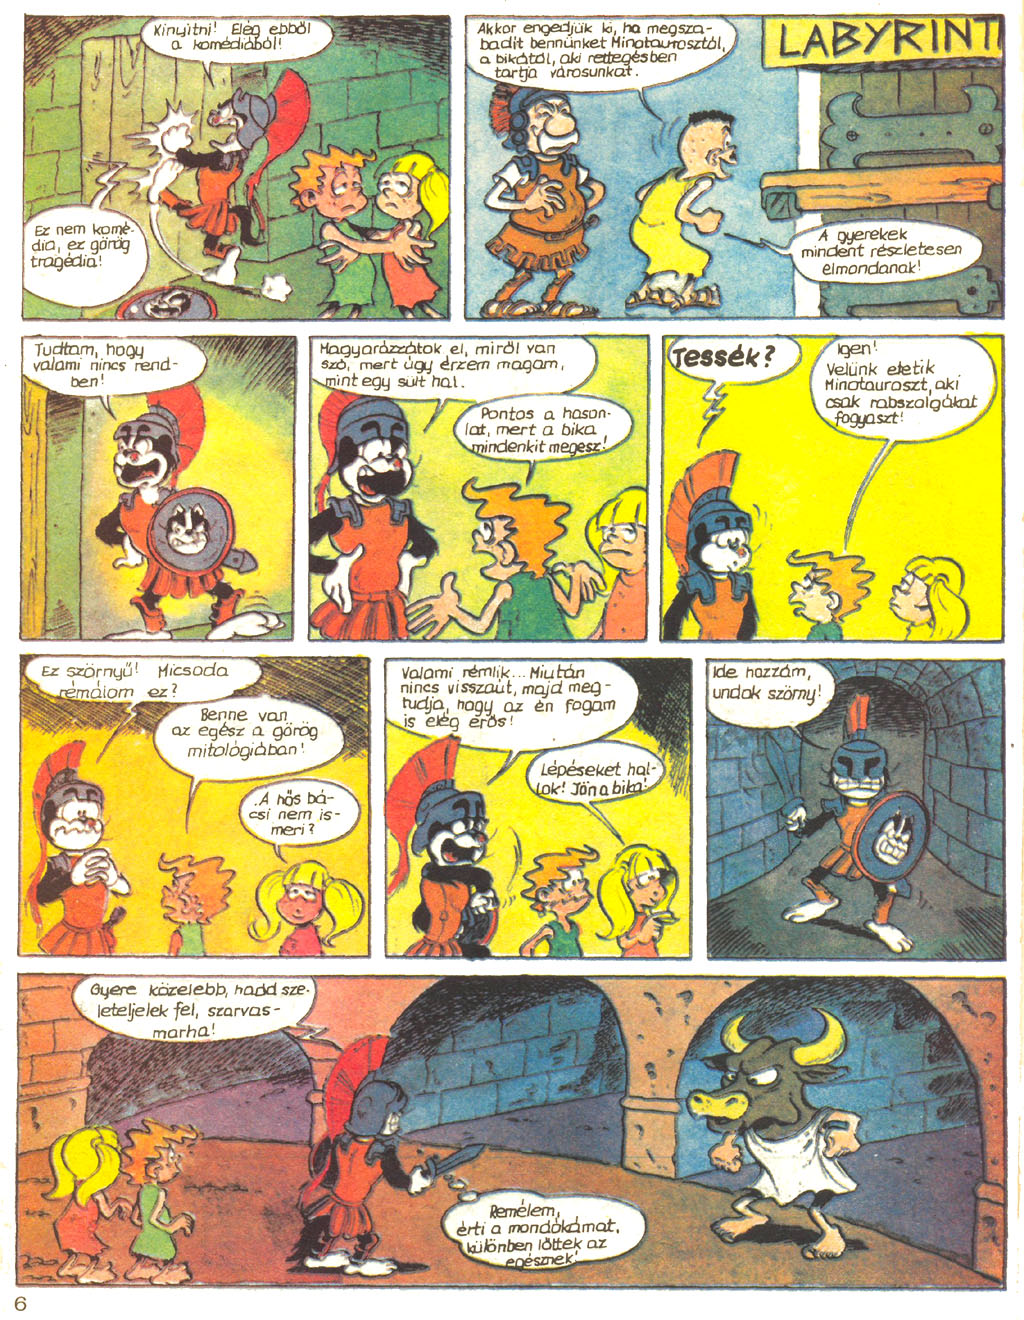 Kinyitni! Elég ebből
a komédiából!
Ez nem komé-
dia, ez görög
tragédia!
Akkor engedjük ki, ha megsza-
badít bennünket Minotaurosztól,
a bikától, aki rettegésben
tartja városunkat.
LABYRINT
A gyerekek
mindent részletesen
elmondanak!
Tudtam, hogy
valami nincs rend-
ben!
Magyarázzátok el, miről van
szó, mert úgy érzem magam,
mint egy sült hal.
Pontos a hason-
lat, mert a bika
mindenkit megesz!
Tessék?
Igen!
Velünk etetik
Minotauroszt, aki
csak rabszolgákat
fogyaszt!
Ez szörnyű! Micsoda
rémálom ez?
Benne van
az egész a görög
mitológiában!
A hős bá-
csi nem is-
meri?
Valami rémlik... Miután
nincs visszaút, majd meg-
tudja, hogy az én fogam
is elég erős!
Lépéseket hal-
lok! Jön a bika!
Ide hozzám,
undok szörny!
Gyere közelebb, hadd sze-
leteljelek fel, szarvas-
marha!
Remélem,
érti a mondókámat,
különben lőttek az
egésznek!
6